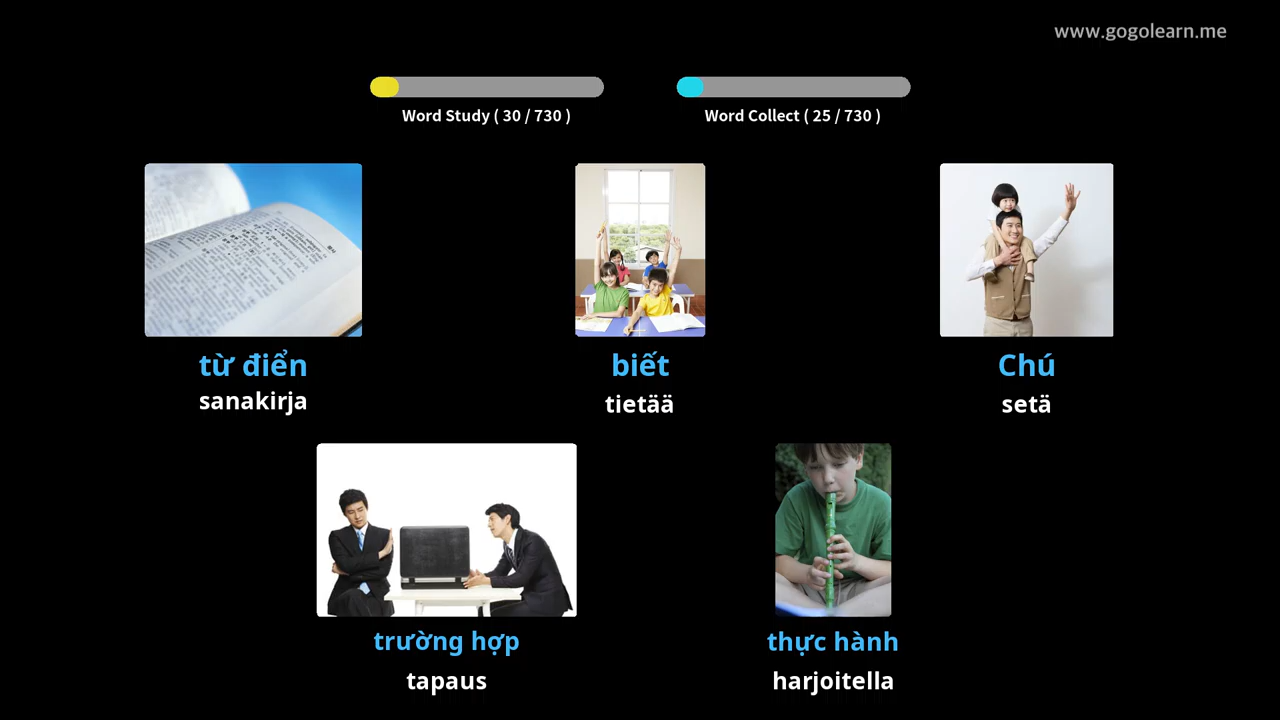 www.gogolearn.me
Word Study ( 30 / 730 )
Word Collect ( 25 / 730 )
từ điển
sanakirja
biết
tietää
Chú
setä
trường hợp
tapaus
thực hành
harjoitella